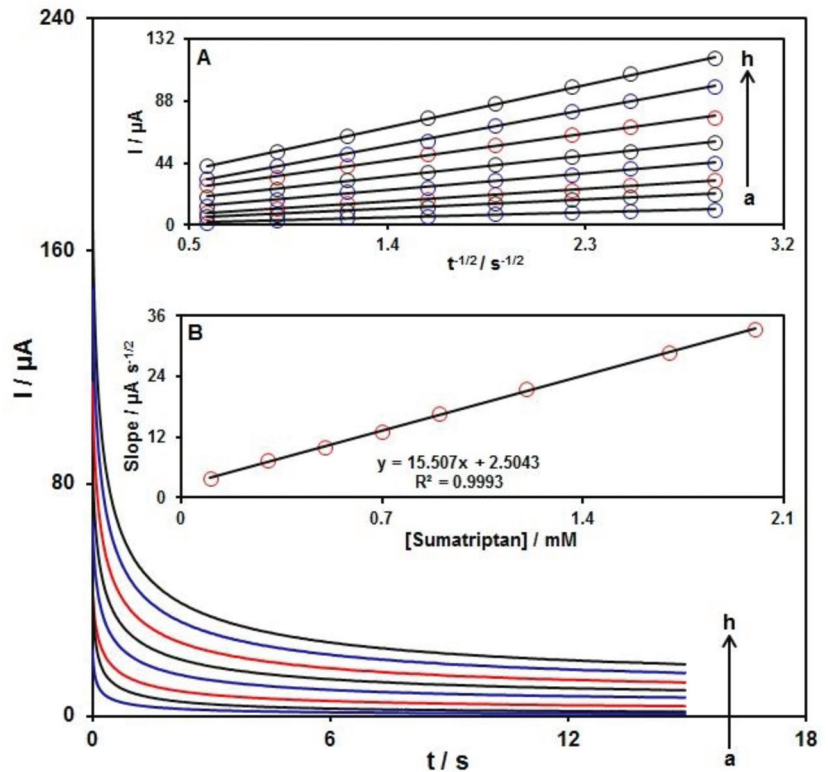 240
160
80
0
I / µA
0 6 12 18
t / s
h
a
A
132
88
44
0
I / µA
0.5 1.4 2.3 3.2
t-1/2 / s-1/2
h
a
B
36
24
12
0
Slope / µA s-1/2
y = 15.507x + 2.5043
R² = 0.9993
0 0.7 1.4 2.1
[Sumatriptan] / mM